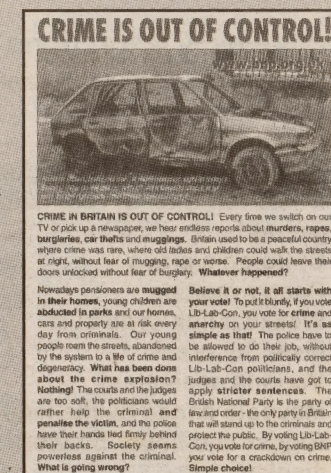 CRIME IS OUT OF CONTROL!
www.bnp.org.uk
CRIME IN BRITAIN IS OUT OF CONTROL! Every time we switch on our
TV or pick up a newspaper, we hear endless reports about murders, rapes,
burglaries, car thefts and muggings. Britain used to be a peaceful country
where crime was rare, where old ladies and children could walk the streets
at night, without fear of mugging, rape or worse. People could leave their
doors unlocked without fear of burglary. Whatever happened?
Nowadays pensioners are mugged
in their homes, young children are
abducted in parks and our homes,
cars and property are at risk every
day from criminals. Our young
people roam the streets, abandoned
by the system to a life of crime and
degeneracy. What has been done
about the crime explosion?
Nothing! The courts and the judges
are too soft, the politicians would
rather help the criminal and
penalise the victim, and the police
have their hands tied firmly behind
their backs. Society seems
powerless against the criminal.
What is going wrong?
Believe it or not, it all starts with
your vote! To put it bluntly, if you vote
Lib-Lab-Con, you vote for crime and
anarchy on your streets! It's as
simple as that! The police have to
be allowed to do their job, without
interference from politically correct
Lib-Lab-Con politicians, and the
judges and the courts have got to
apply stricter sentences. The
British National Party is the party of
law and order - the only party in Britain
that will stand up to the criminals and
protect the public. By voting Lib-Lab-
Con, you vote for crime, by voting BNP
you vote for a crackdown on crime.
Simple choice!